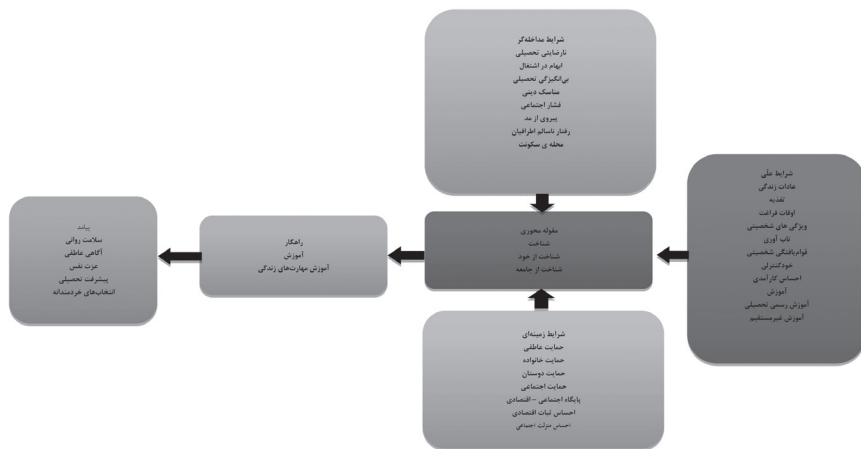 شرایط مداخله‌گر
نارضایتی تحصیلی
ابهام در اشتغال
بی‌انگیزگی تحصیلی
مناسک دینی
فشار اجتماعی
پیروی از مد
رفتار ناسالم اطرافیان
محله ی سکونت
شرایط علّی
عادات زندگی
تغذیه
اوقات فراغت
ویژگی های شخصیتی
تاب آوری
قوام‌یافتگی شخصیتی
خودکنترلی
احساس کارآمدی
آموزش
آموزش رسمی تحصیلی
آموزش غیرمستقیم
مقوله محوری
شناخت
شناخت از خود
شناخت از جامعه
راهکار
آموزش
آموزش مهارت‌های زندگی
پیامد
سلامت روانی
آگاهی عاطفی
عزت نفس
پیشرفت تحصیلی
انتخاب‌های خردمندانه
شرایط زمینه‌ای
حمایت عاطفی
حمایت خانواده
حمایت دوستان
حمایت اجتماعی
پایگاه اجتماعی – اقتصادی
احساس ثبات اقتصادی
احساس منزلت اجتماعی